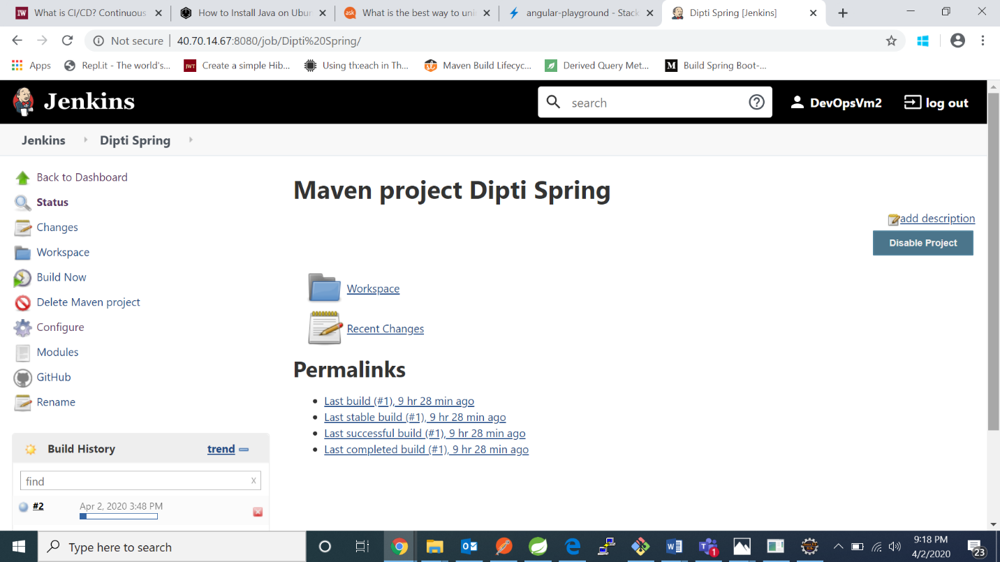 What is CI/CD? Continuous
How to Install Java on Ubun
ask
What is the best way to uni
angular-playground - Stack
Dipti Spring [Jenkins]
Not secure
40.70.14.67:8080/job/Dipti%20Spring/
Apps
Repl.it - The world's...
Create a simple Hib...
Using th:each in Th...
Maven Build Lifecyc...
Derived Query Met...
Build Spring Boot-...
Jenkins
search
DevOpsVm2
log out
Jenkins
Dipti Spring
Back to Dashboard
Status
Changes
Workspace
Build Now
Delete Maven project
Configure
Modules
GitHub
Rename
Maven project Dipti Spring
add description
Disable Project
Workspace
Recent Changes
Permalinks
Last build (#1), 9 hr 28 min ago
Last stable build (#1), 9 hr 28 min ago
Last successful build (#1), 9 hr 28 min ago
Last completed build (#1), 9 hr 28 min ago
Build History
trend
find
x
#2
Apr 2, 2020 3:48 PM
Type here to search
1
9:18 PM
4/2/2020
23